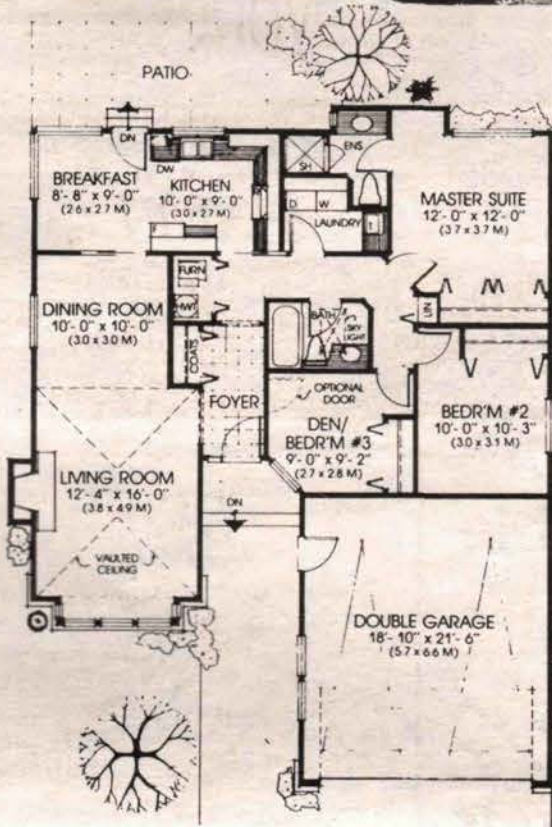 PATIO
DN
BREAKFAST
8'- 8" x 9'- 0"
(2.6 x 2.7 M)
DW
KITCHEN
10'- 0" x 9'- 0"
(3.0 x 2.7 M)
F
SH
ENS
D W
LAUNDRY
MASTER SUITE
12'- 0" x 12'- 0"
(3.7 x 3.7 M)
FURN
HWT
DINING ROOM
10'- 0" x 10'- 0"
(3.0 x 3.0 M)
COATS
BATH
SKY
LIGHT
LIN
FOYER
OPTIONAL
DOOR
DEN/
BEDR'M #3
9'- 0" x 9'- 2"
(2.7 x 2.8 M)
BEDR'M #2
10'- 0" x 10'- 3"
(3.0 x 3.1 M)
LIVING ROOM
12'- 4" x 16'- 0"
(3.8 x 4.9 M)
VAULTED
CEILING
DN
DOUBLE GARAGE
18'- 10" x 21'- 6"
(5.7 x 6.6 M)